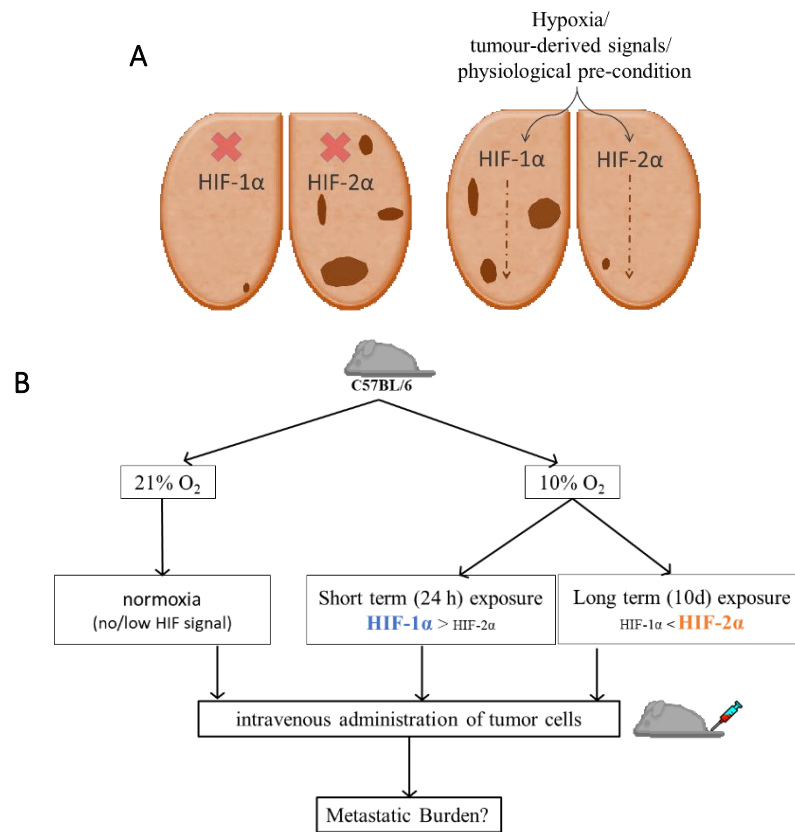 A
Hypoxia/
tumour-derived signals/
physiological pre-condition
HIF-1α
HIF-2α
HIF-1α
HIF-2α
B
C57BL/6
21% O₂
10% O₂
normoxia
(no/low HIF signal)
Short term (24 h) exposure
HIF-1α > HIF-2α
Long term (10d) exposure
HIF-1α < HIF-2α
intravenous administration of tumor cells
Metastatic Burden?